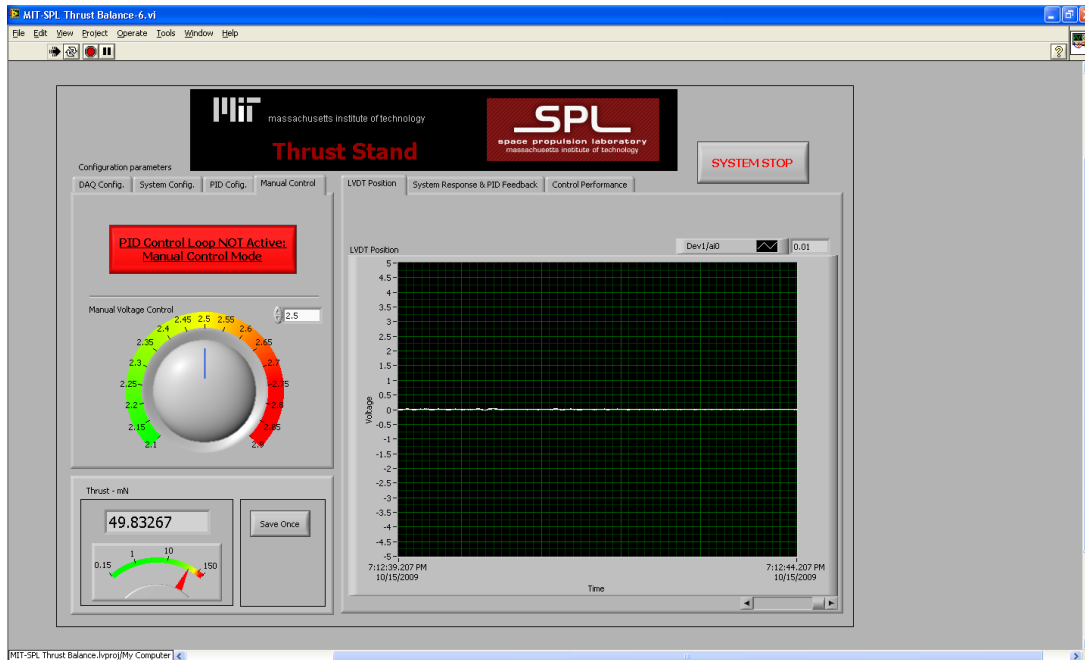 MIT-SPL Thrust Balance-6.vi
File Edit View Project Operate Tools Window Help
massachusetts institute of technology
Thrust Stand
SPL
space propulsion laboratory
massachusetts institute of technology
SYSTEM STOP
Configuration parameters
DAQ Config. System Config. PID Cofig. Manual Control
PID Control Loop NOT Active:
Manual Control Mode
Manual Voltage Control
2.5
2.1
2.15
2.2
2.25
2.3
2.35
2.4
2.45
2.5
2.55
2.6
2.65
2.7
2.75
2.8
2.85
2.9
Thrust - mN
49.83267
0.15
1
10
150
Save Once
LVDT Position System Response & PID Feedback Control Performance
LVDT Position
Dev1/ai0
0.01
Voltage
5
4.5
4
3.5
3
2.5
2
1.5
1
0.5
0
-0.5
-1
-1.5
-2
-2.5
-3
-3.5
-4
-4.5
-5
7:12:39.207 PM
10/15/2009
7:12:44.207 PM
10/15/2009
Time
MIT-SPL Thrust Balance.lvproj/My Computer